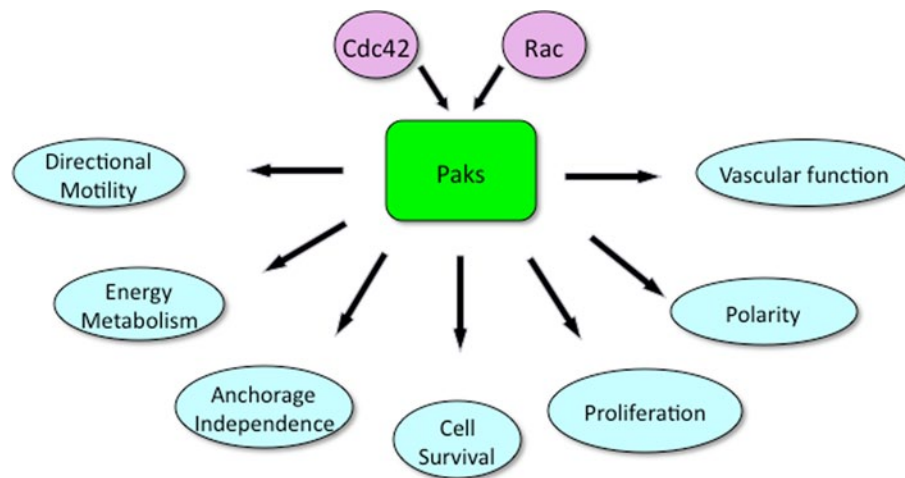 Cdc42
Rac
Paks
Directional
Motility
Vascular function
Energy
Metabolism
Polarity
Anchorage
Independence
Cell
Survival
Proliferation